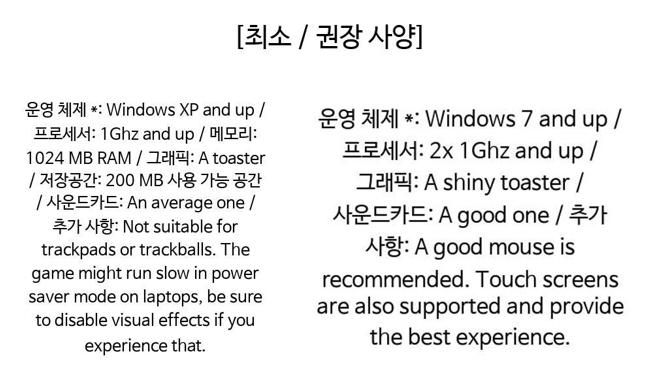 [최소 / 권장 사양]
운영 체제 *: Windows XP and up /
프로세서: 1Ghz and up / 메모리:
1024 MB RAM / 그래픽: A toaster
/ 저장공간: 200 MB 사용 가능 공간
/ 사운드카드: An average one /
추가 사항: Not suitable for
trackpads or trackballs. The
game might run slow in power
saver mode on laptops, be sure
to disable visual effects if you
experience that.
운영 체제 *: Windows 7 and up /
프로세서: 2x 1Ghz and up /
그래픽: A shiny toaster /
사운드카드: A good one / 추가
사항: A good mouse is
recommended. Touch screens
are also supported and provide
the best experience.